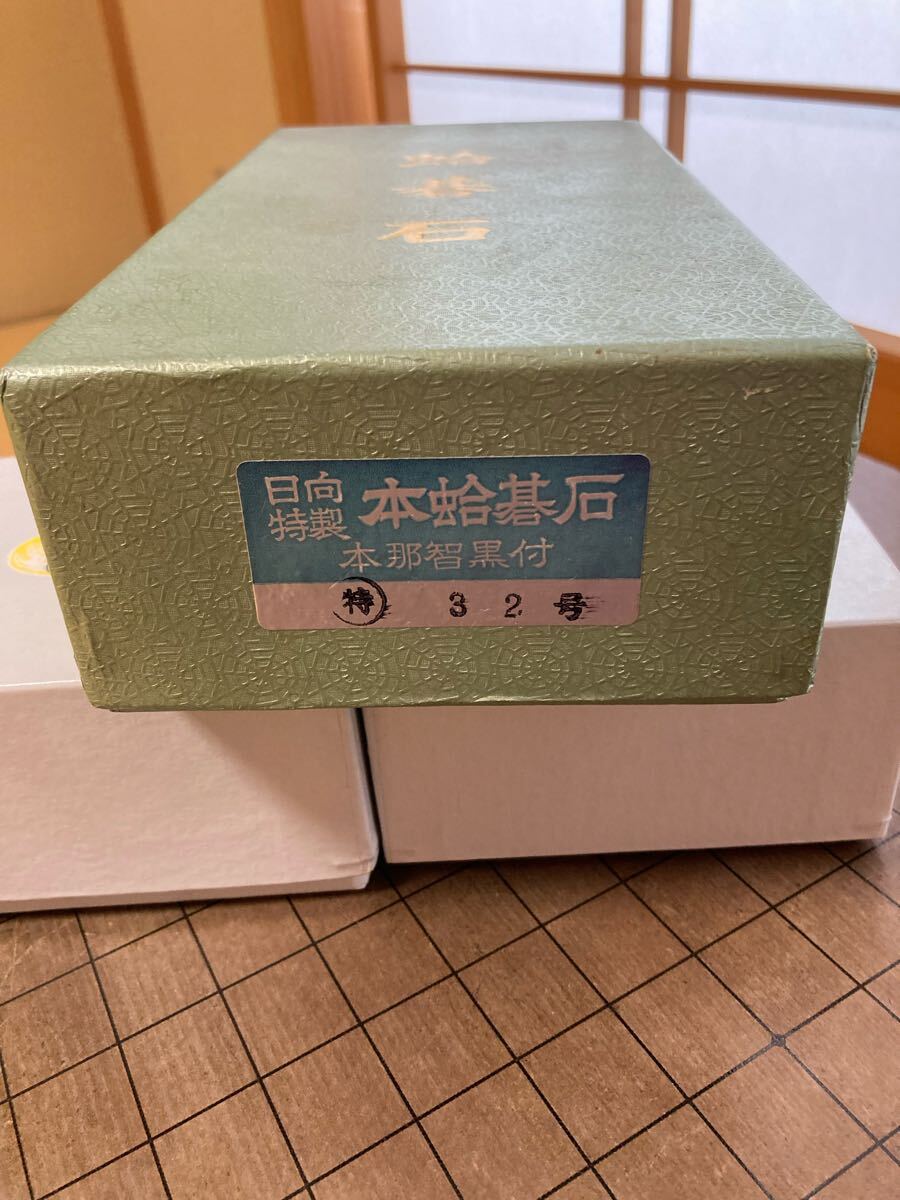 蛤碁石
日向
特製
本蛤碁石
本那智黒付
特 32号